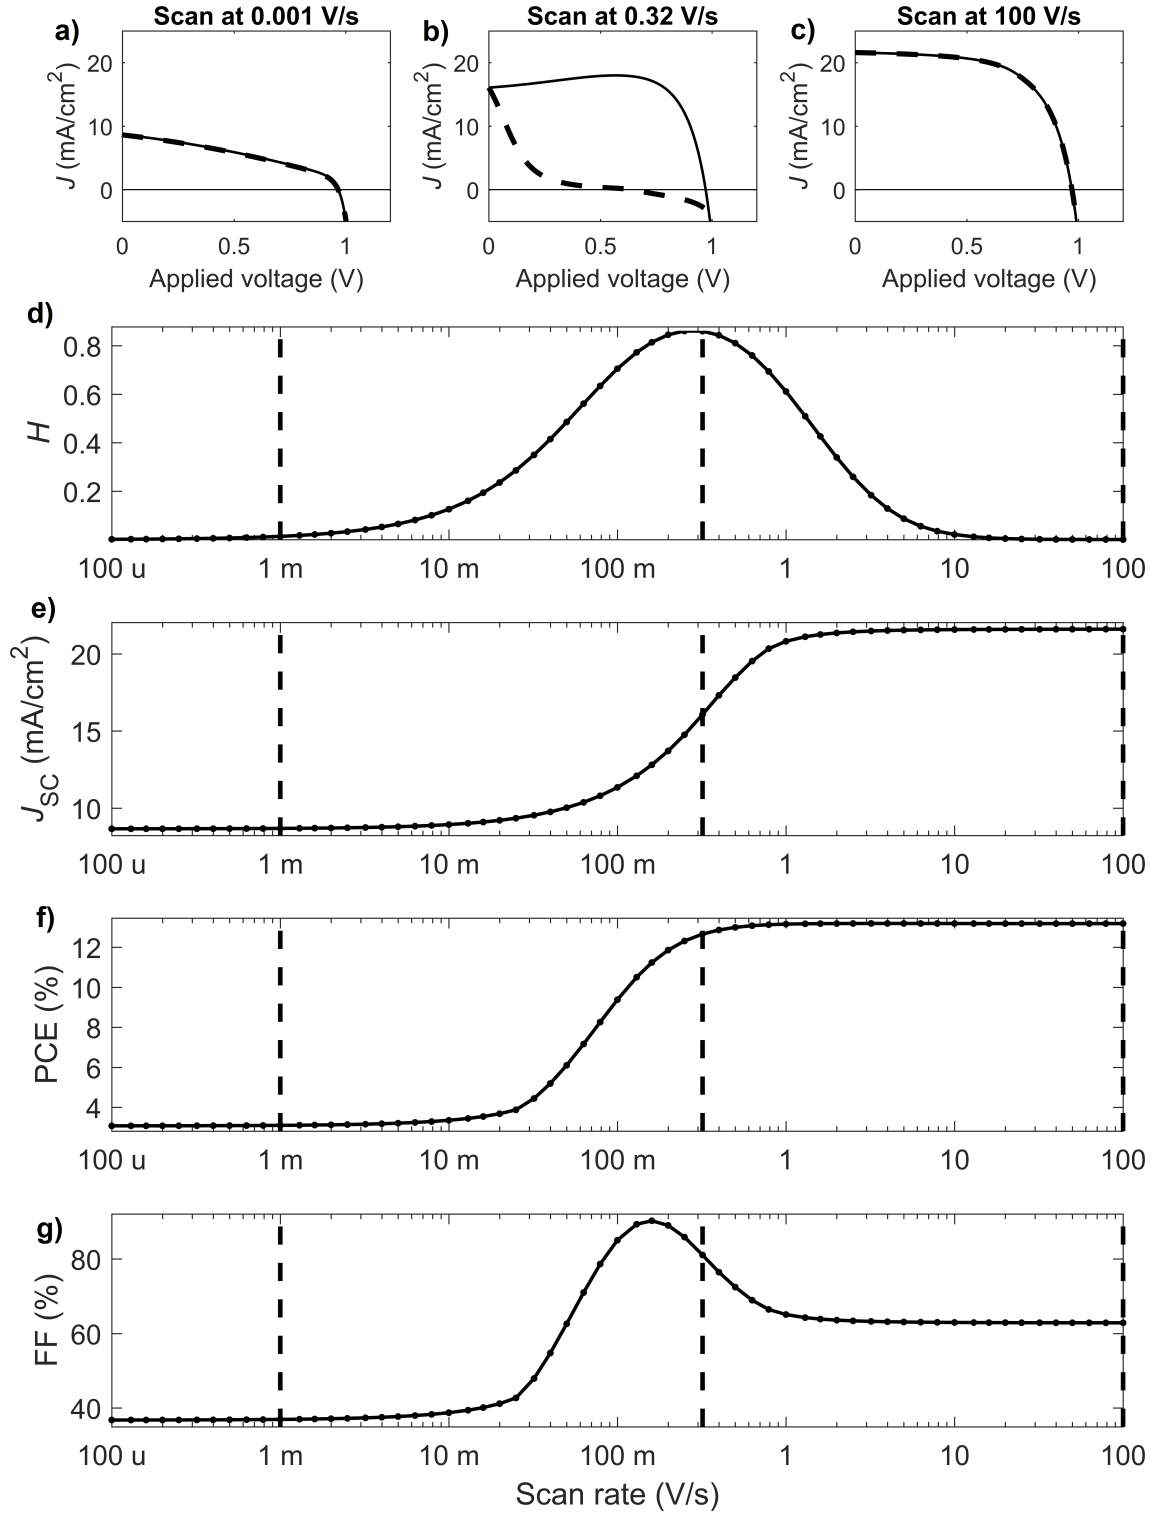 a) Scan at 0.001 V/s
b) Scan at 0.32 V/s
c) Scan at 100 V/s
J (mA/cm²)
20
10
0
0 0.5 1
Applied voltage (V)
J (mA/cm²)
20
10
0
0 0.5 1
Applied voltage (V)
J (mA/cm²)
20
10
0
0 0.5 1
Applied voltage (V)
d)
H
0.8
0.6
0.4
0.2
100 u 1 m 10 m 100 m 1 10 100
e)
JSC (mA/cm²)
20
15
10
100 u 1 m 10 m 100 m 1 10 100
f)
PCE (%)
12
10
8
6
4
100 u 1 m 10 m 100 m 1 10 100
g)
FF (%)
80
60
40
100 u 1 m 10 m 100 m 1 10 100
Scan rate (V/s)